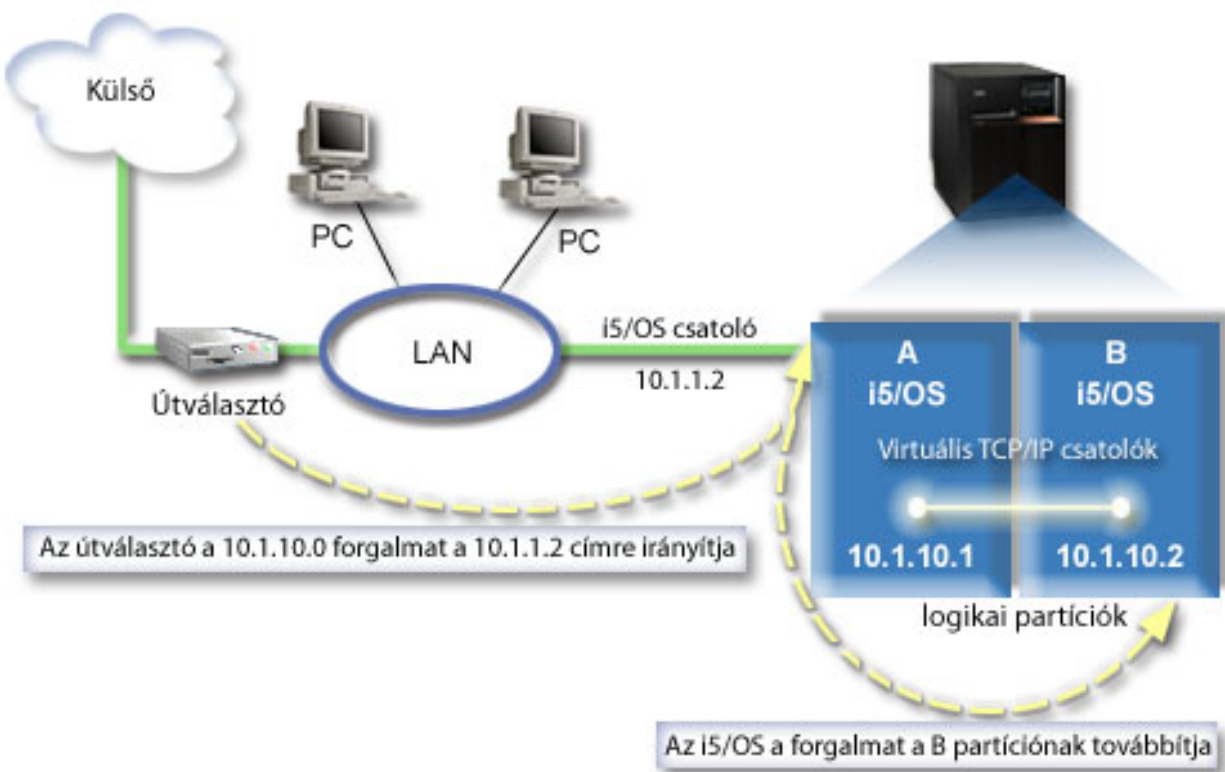 Külső
PC
PC
LAN
Útválasztó
i5/OS csatoló
10.1.1.2
A
i5/OS
B
i5/OS
Virtuális TCP/IP csatolók
10.1.10.1
10.1.10.2
logikai partíciók
Az útválasztó a 10.1.10.0 forgalmat a 10.1.1.2 címre irányítja
Az i5/OS a forgalmat a B partíciónak továbbítja